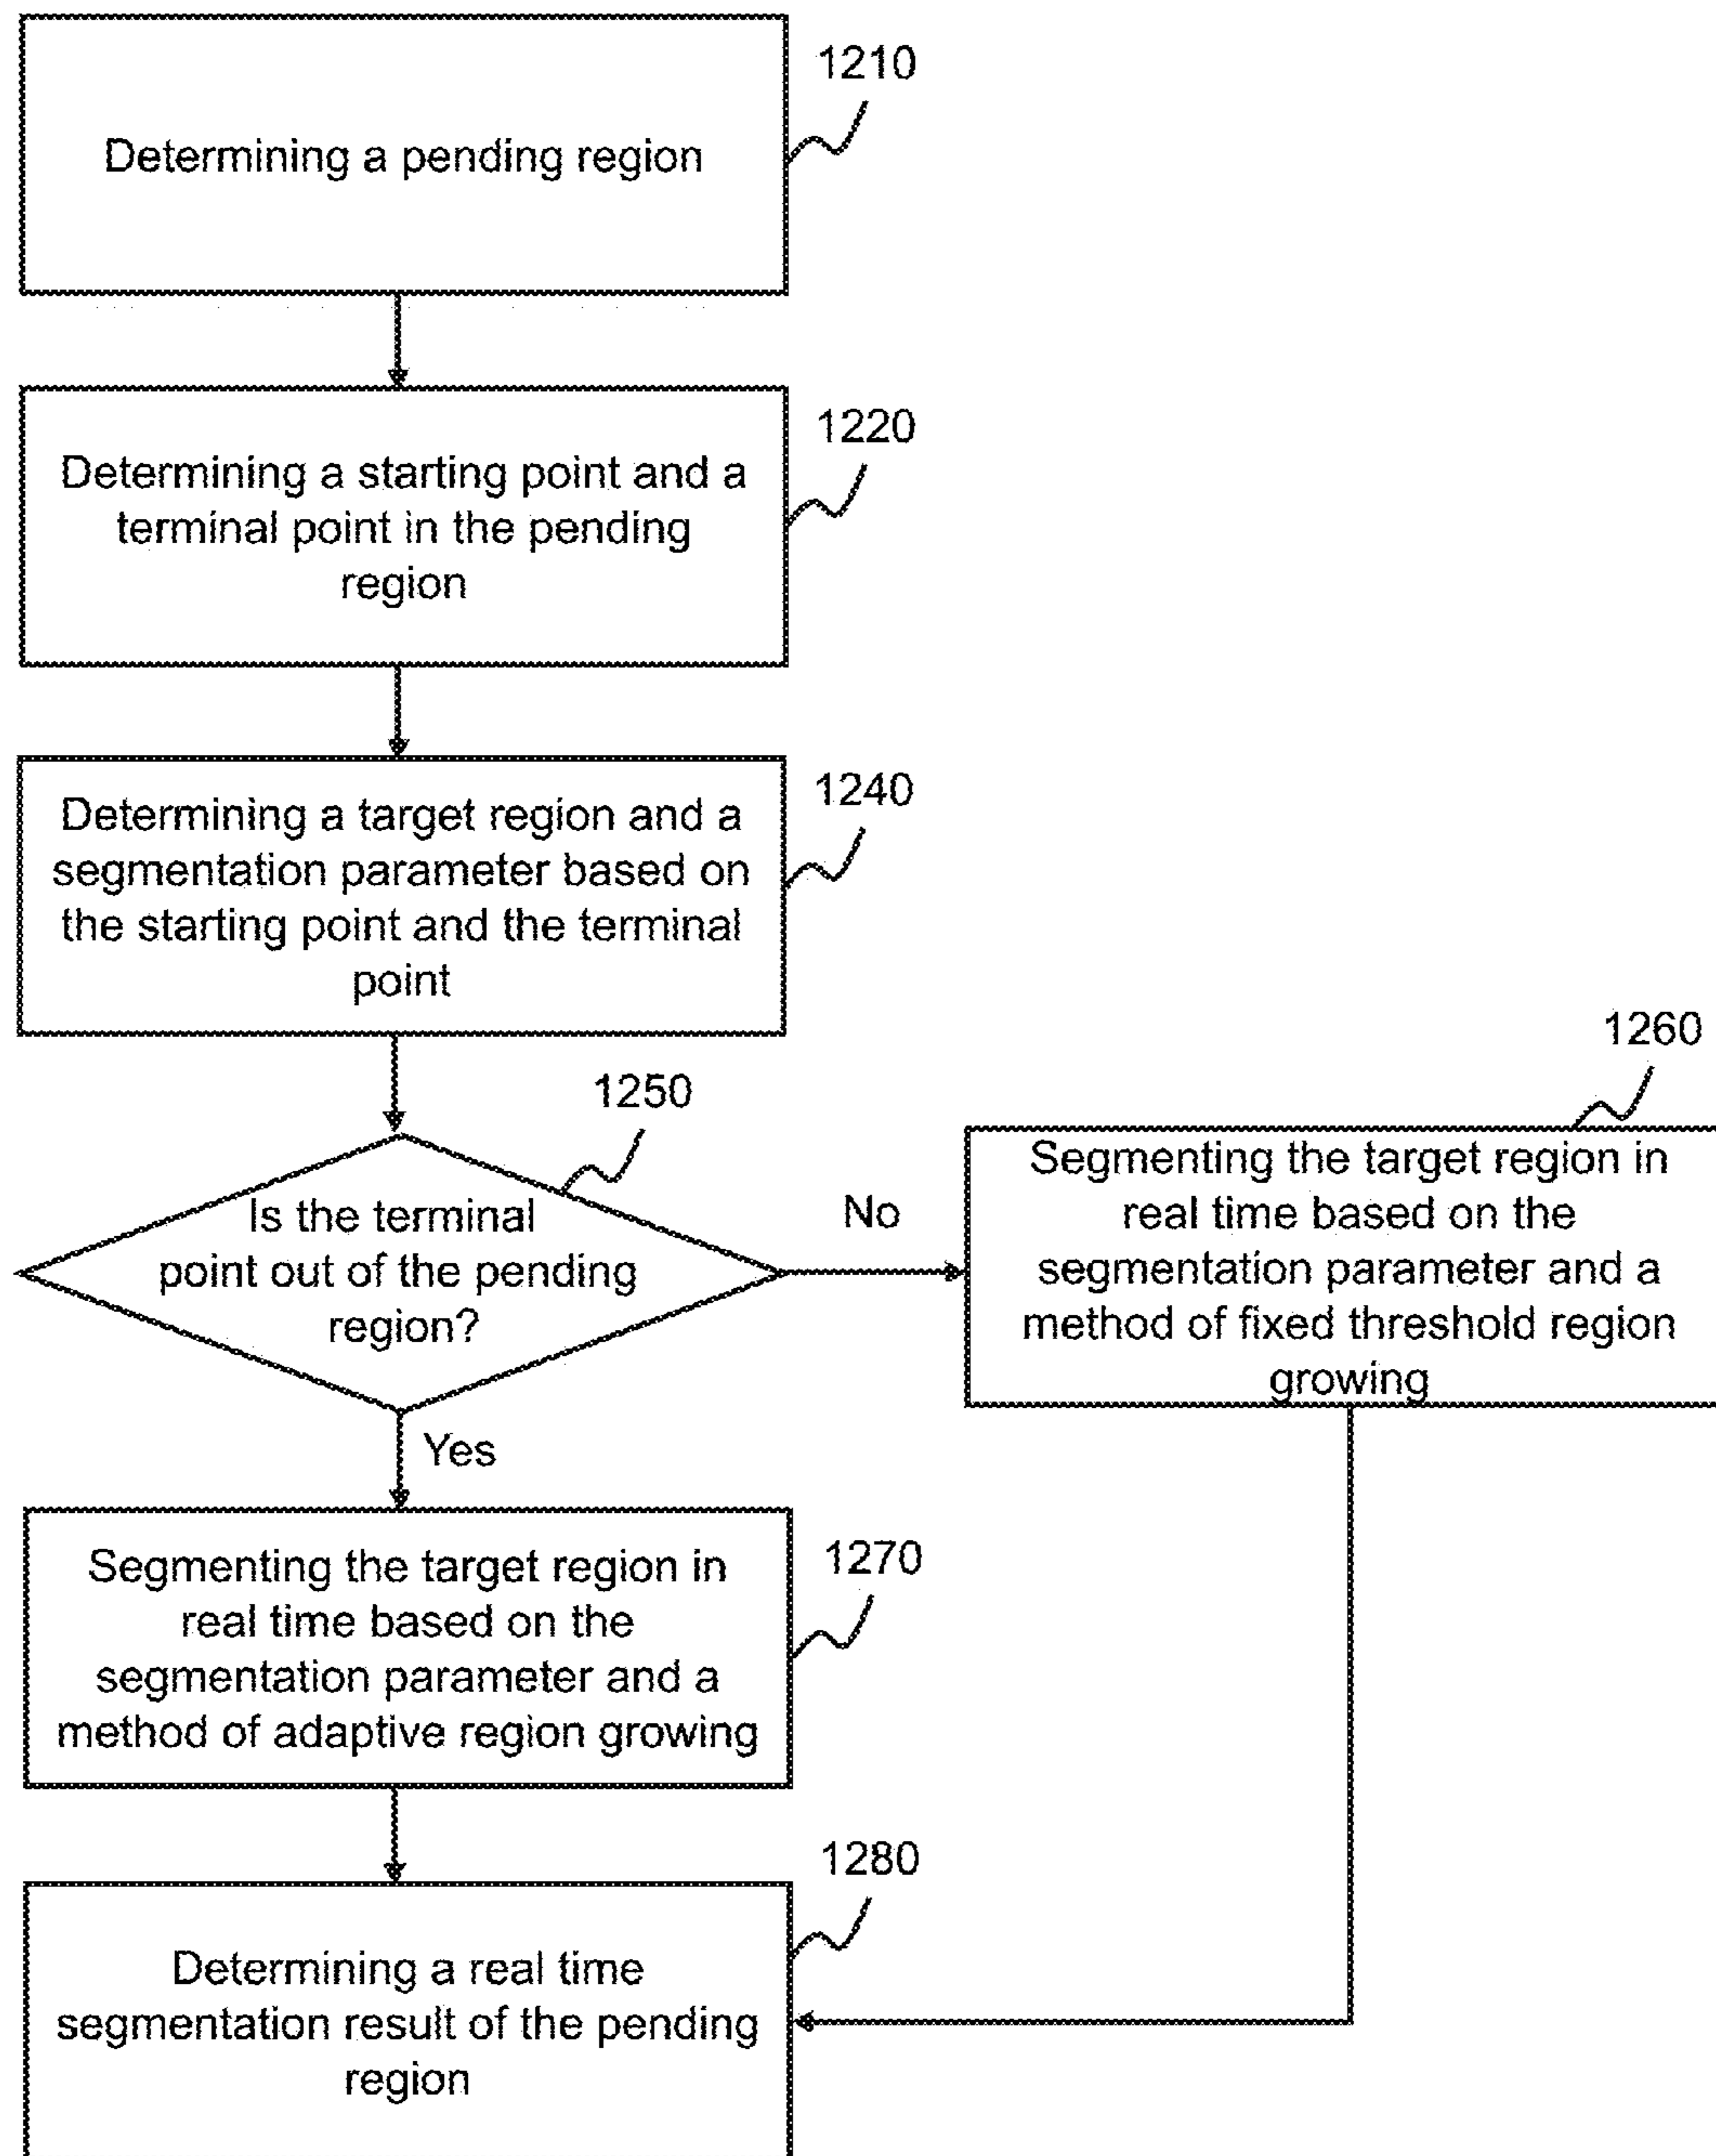 1210
Determining a pending region
1220
Determining a starting point and a
terminal point in the pending
region
1240
Determining a target region and a
segmentation parameter based on
the starting point and the terminal
point
1250
Is the terminal
point out of the pending
region?
No
Yes
1260
Segmenting the target region in
real time based on the
segmentation parameter and a
method of fixed threshold region
growing
1270
Segmenting the target region in
real time based on the
segmentation parameter and a
method of adaptive region growing
1280
Determining a real time
segmentation result of the pending
region